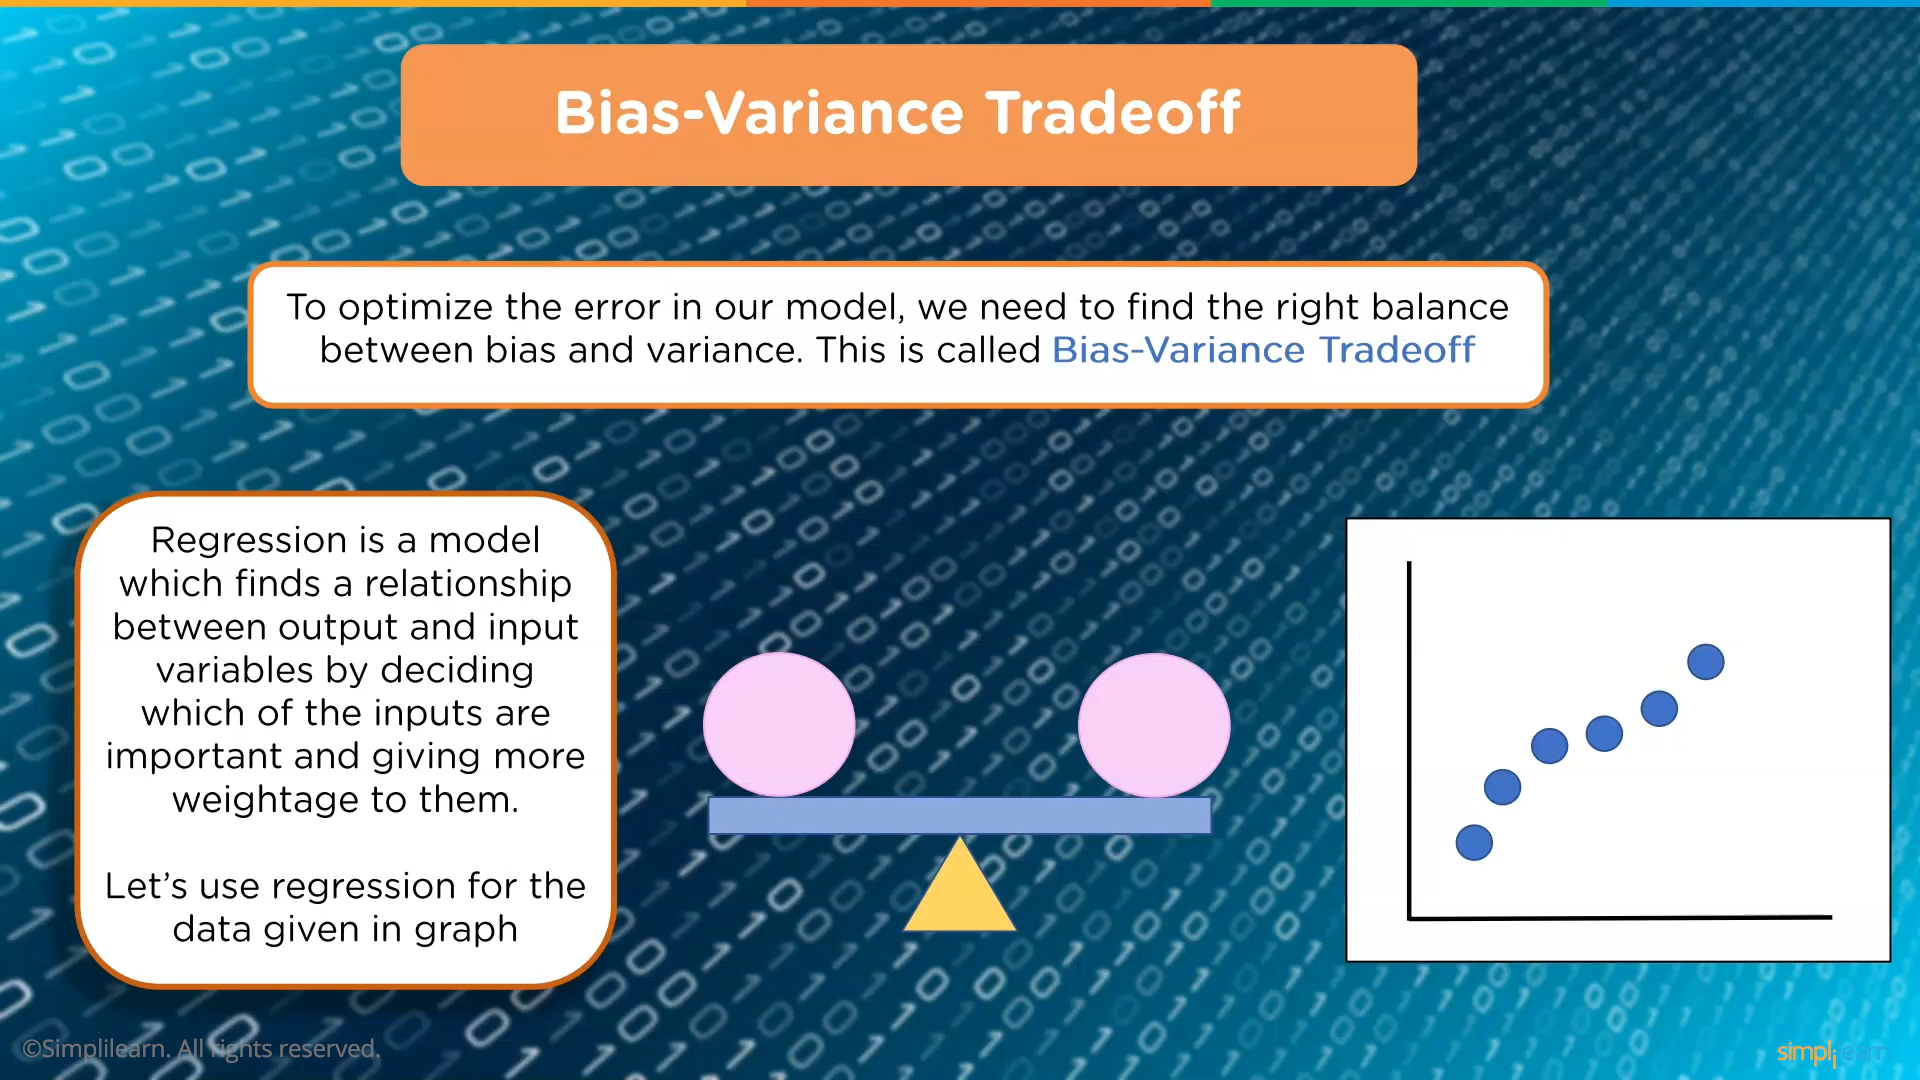 Bias-Variance Tradeoff
To optimize the error in our model, we need to find the right balance
between bias and variance. This is called Bias-Variance Tradeoff
Regression is a model
which finds a relationship
between output and input
variables by deciding
which of the inputs are
important and giving more
weightage to them.
Let’s use regression for the
data given in graph
©Simplilearn. All rights reserved.
simplilearn